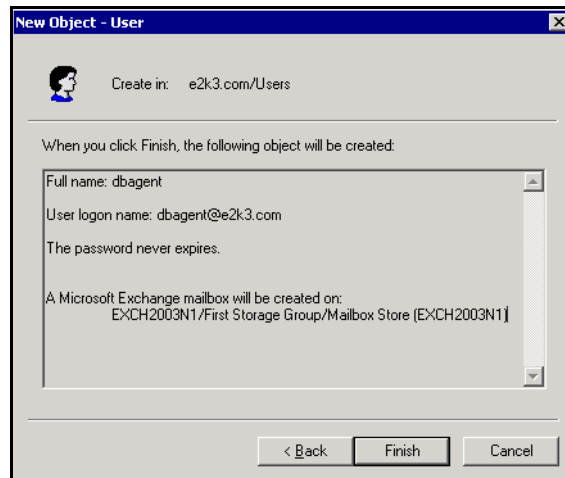 New Object - User
Create in: e2k3.com/Users
When you click Finish, the following object will be created:
Full name: dbagent
User logon name: dbagent@e2k3.com
The password never expires.
A Microsoft Exchange mailbox will be created on:
EXCH2003N1/First Storage Group/Mailbox Store (EXCH2003N1)
< Back
Finish
Cancel